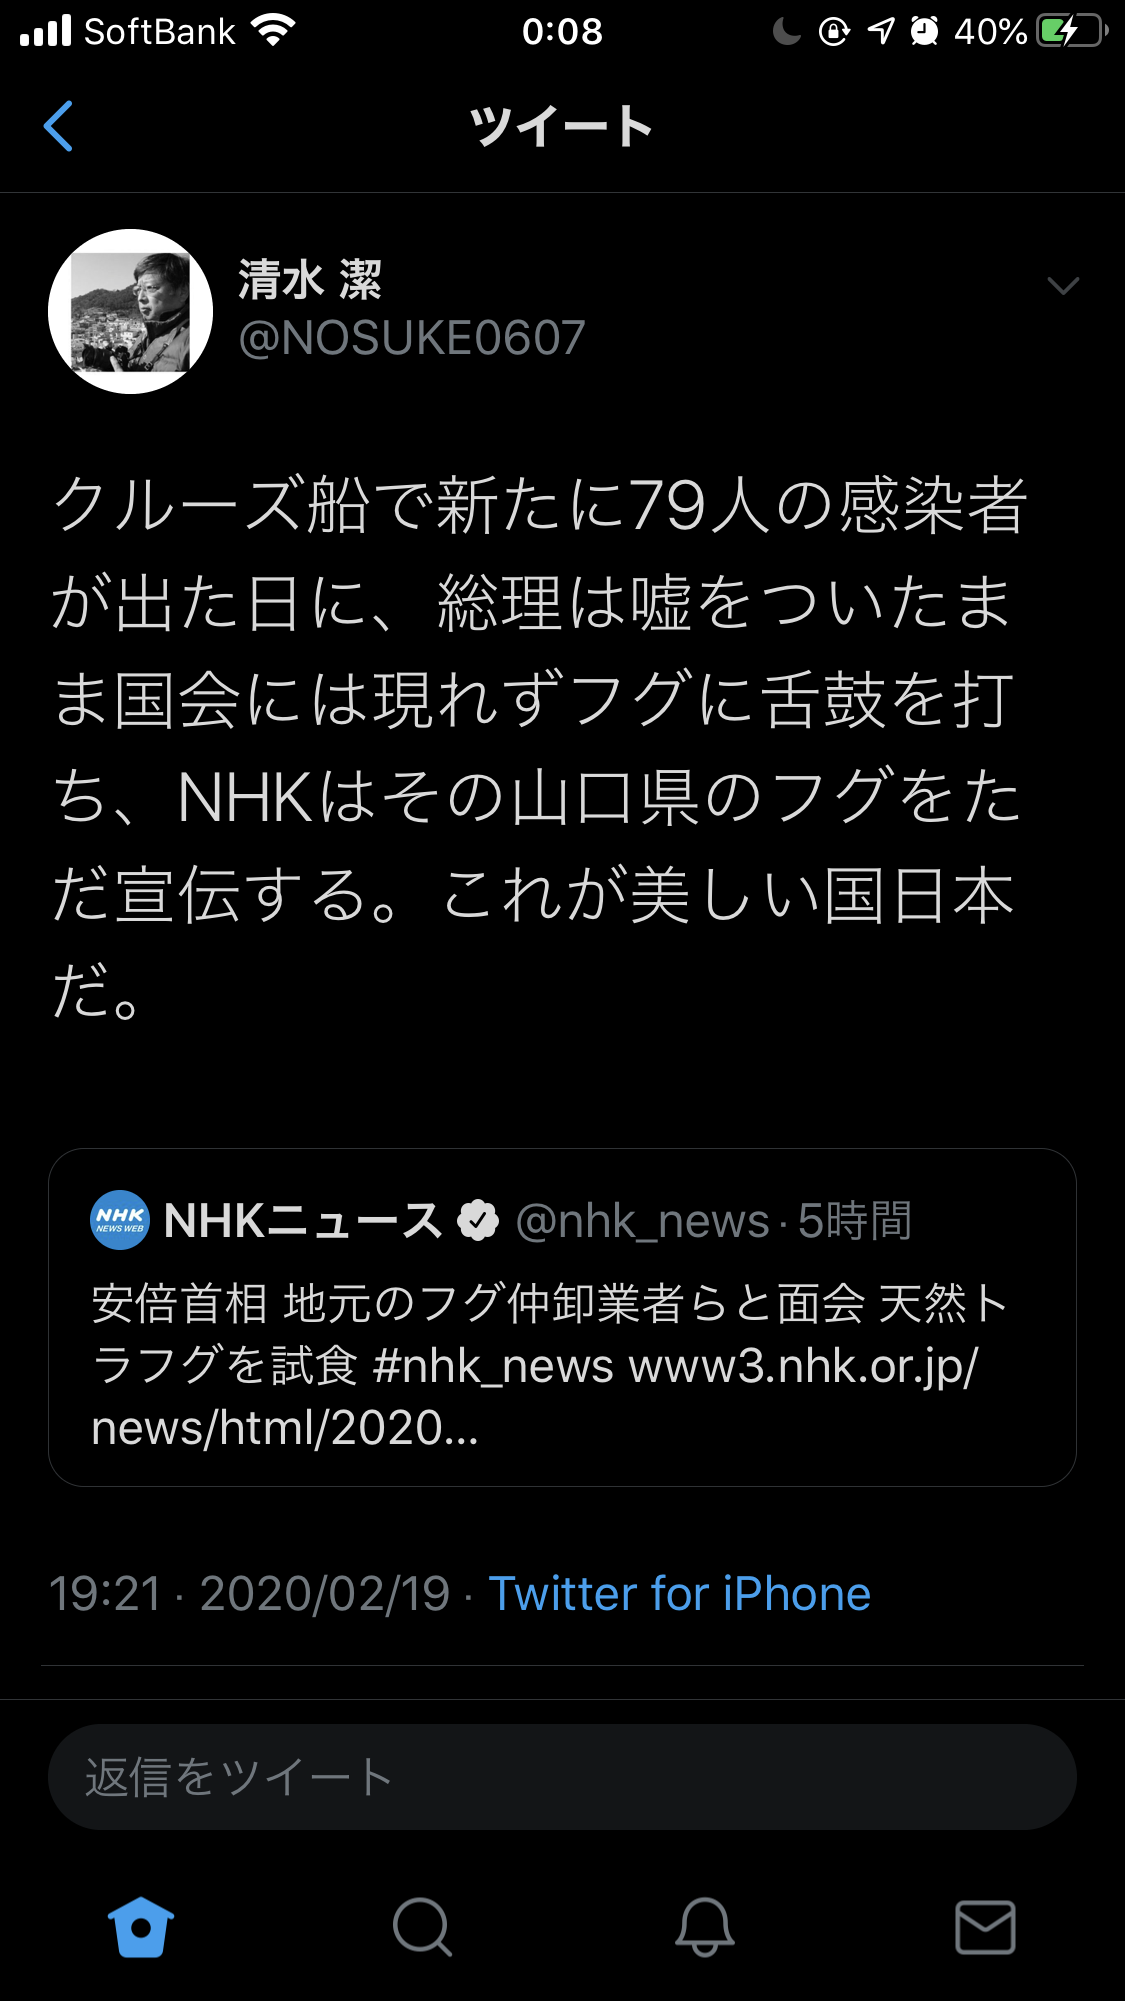 SoftBank 0:08 40%
ツイート
清水 潔
@NOSUKE0607
クルーズ船で新たに79人の感染者
が出た日に、総理は嘘をついたま
ま国会には現れずフグに舌鼓を打
ち、NHKはその山口県のフグをた
だ宣伝する。これが美しい国日本
だ。
NHK NEWS WEB NHKニュース @nhk_news · 5時間
安倍首相 地元のフグ仲卸業者らと面会 天然ト
ラフグを試食 #nhk_news www3.nhk.or.jp/
news/html/2020...
19:21 · 2020/02/19 · Twitter for iPhone
返信をツイート